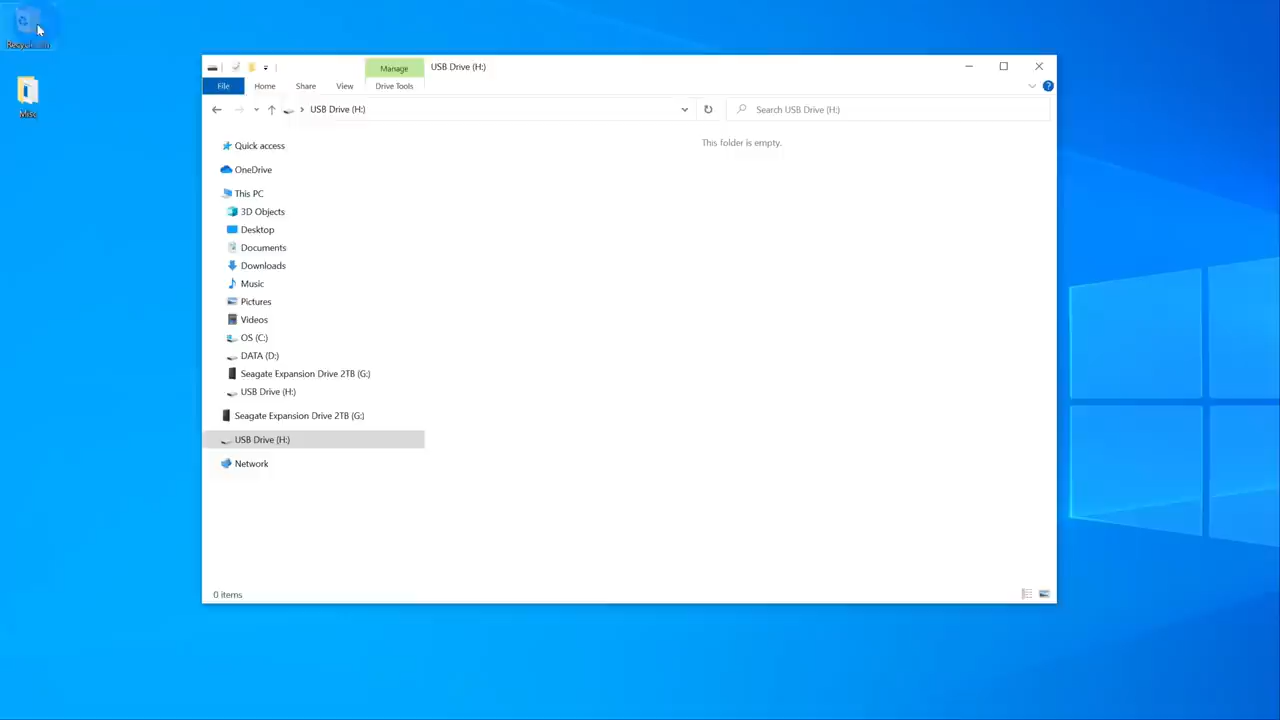 Misc
Manage
USB Drive (H:)
File
Home
Share
View
Drive Tools
USB Drive (H:)
Search USB Drive (H:)
This folder is empty.
Quick access
OneDrive
This PC
3D Objects
Desktop
Documents
Downloads
Music
Pictures
Videos
OS (C:)
DATA (D:)
Seagate Expansion Drive 2TB (G:)
USB Drive (H:)
Seagate Expansion Drive 2TB (G:)
USB Drive (H:)
Network
0 items